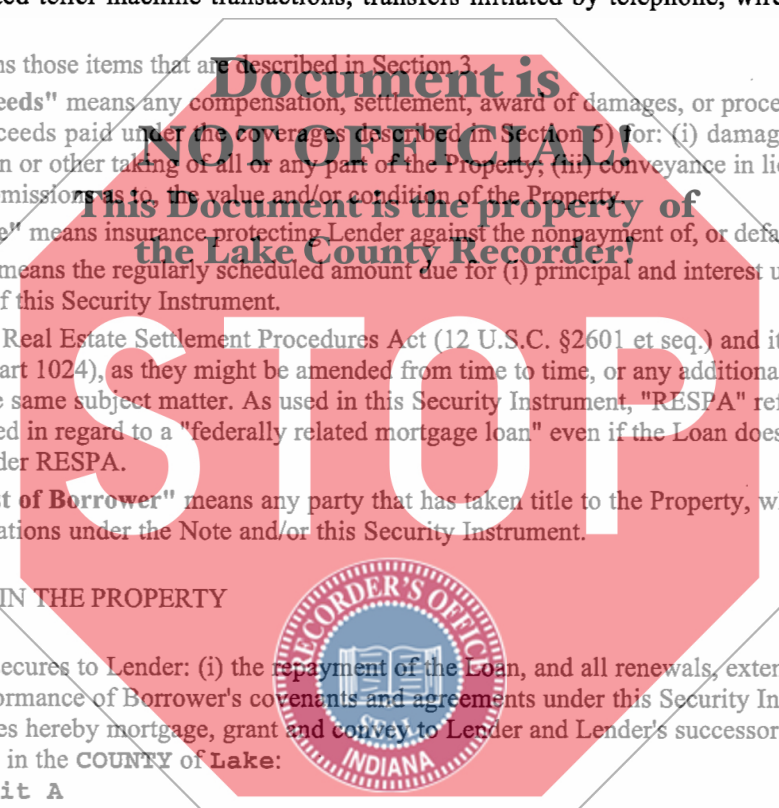 ted teller machine transactions, transfers initiated by telephone, wire
ns those items that are described in Section 3.
Document is
eeds" means any compensation, settlement, award of damages, or proce
ceeds paid under the coverages described in Section 5) for: (i) damag
NOT OFFICIAL!
n or other taking of all or any part of the Property; (iii) conveyance in lie
missions as to, the value and/or condition of the Property.
This Document is the property of
e" means insurance protecting Lender against the nonpayment of, or defa
the Lake County Recorder!
means the regularly scheduled amount due for (i) principal and interest u
f this Security Instrument.
Real Estate Settlement Procedures Act (12 U.S.C. §2601 et seq.) and it
art 1024), as they might be amended from time to time, or any additiona
e same subject matter. As used in this Security Instrument, "RESPA" ref
ed in regard to a "federally related mortgage loan" even if the Loan does
der RESPA.
STOP
st of Borrower" means any party that has taken title to the Property, w
ations under the Note and/or this Security Instrument.
IN THE PROPERTY
RECORDER'S OFFICE
ecures to Lender: (i) the repayment of the Loan, and all renewals, exten
ormance of Borrower's covenants and agreements under this Security In
es hereby mortgage, grant and convey to Lender and Lender's successor
SEAL
in the COUNTY of Lake:
INDIANA
it A